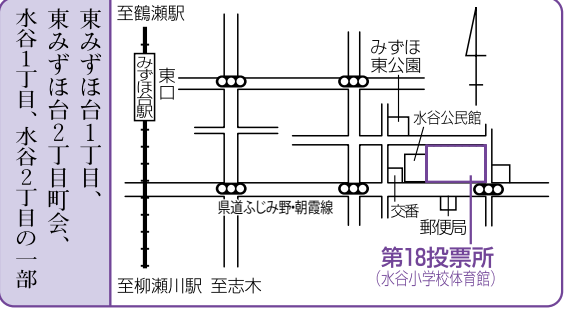 東みずほ台1丁目、
東みずほ台2丁目町会、
水谷1丁目、水谷2丁目の一部
至鶴瀬駅
みずほ台駅
東口
みずほ
東公園
水谷公民館
県道ふじみ野・朝霞線
交番
郵便局
第18投票所
（水谷小学校体育館）
至柳瀬川駅
至志木